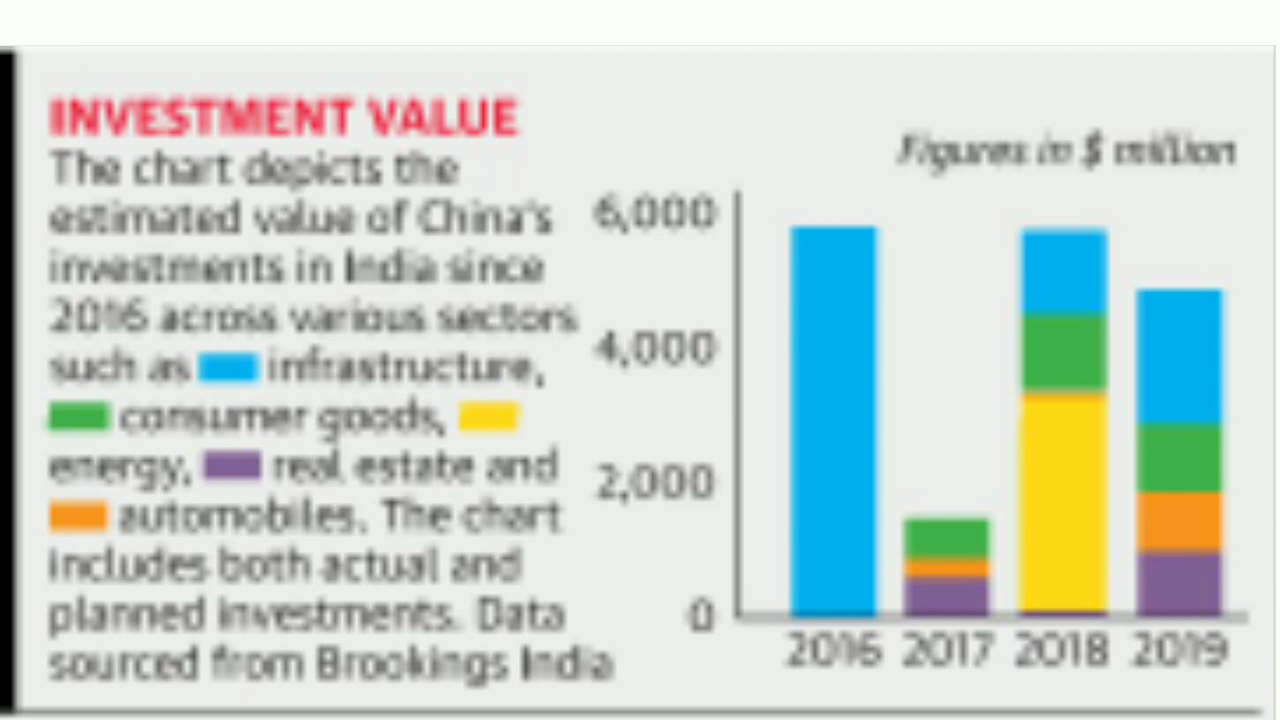 INVESTMENT VALUE
The chart depicts the
estimated value of China's
investments in India since
2016 across various sectors
such as infrastructure,
consumer goods,
energy, real estate and
automobiles. The chart
includes both actual and
planned investments. Data
sourced from Brookings India
Figures in $ million
6,000
4,000
2,000
0
2016 2017 2018 2019